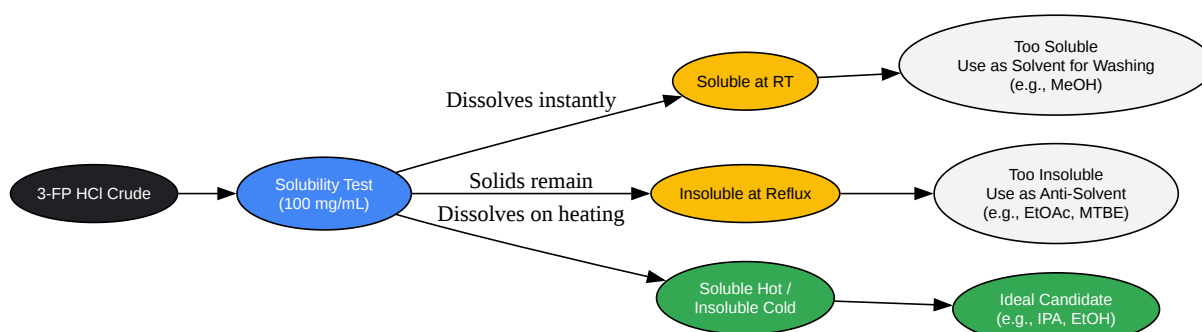 3-FP HCl Crude
Solubility Test
(100 mg/mL)
Dissolves instantly
Solids remain
Dissolves on heating
Soluble at RT
Insoluble at Reflux
Soluble Hot /
Insoluble Cold
Too Soluble
Use as Solvent for Washing
(e.g., MeOH)
Too Insoluble
Use as Anti-Solvent
(e.g., EtOAc, MTBE)
Ideal Candidate
(e.g., IPA, EtOH)